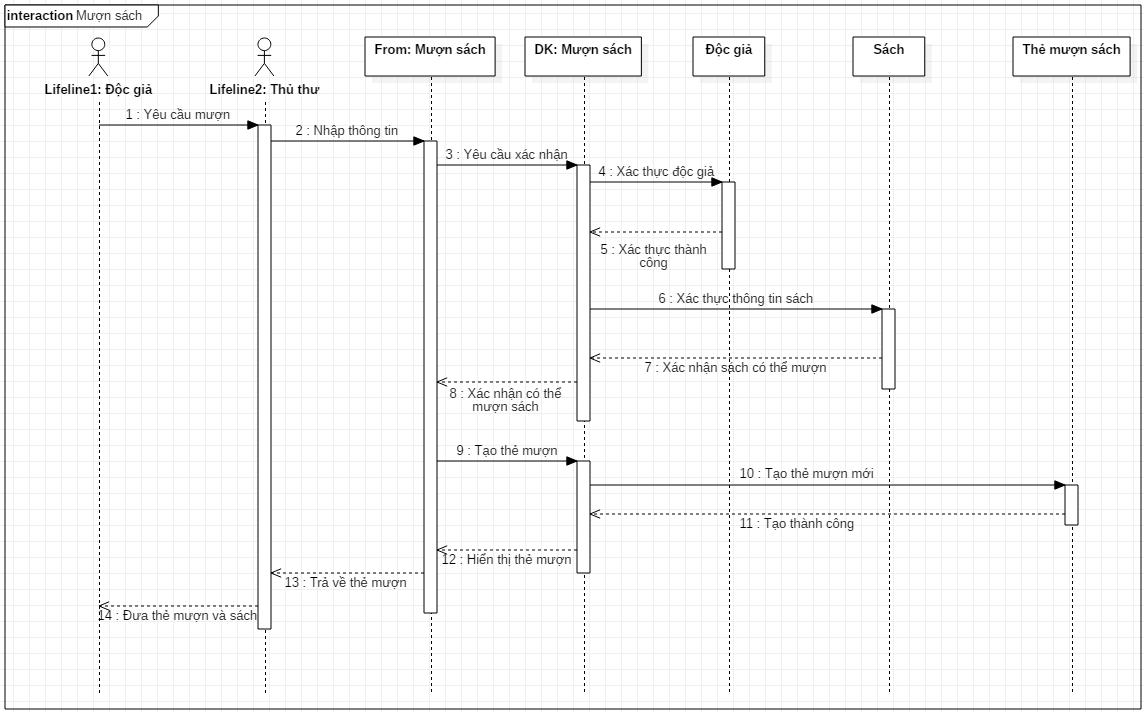 interaction Mượn sách
Lifeline1: Độc giả
Lifeline2: Thủ thư
From: Mượn sách
DK: Mượn sách
Độc giả
Sách
Thẻ mượn sách
1 : Yêu cầu mượn
2 : Nhập thông tin
3 : Yêu cầu xác nhận
4 : Xác thực độc giả
5 : Xác thực thành
công
6 : Xác thực thông tin sách
7 : Xác nhận sách có thể mượn
8 : Xác nhận có thể
mượn sách
9 : Tạo thẻ mượn
10 : Tạo thẻ mượn mới
11 : Tạo thành công
12 : Hiển thị thẻ mượn
13 : Trả về thẻ mượn
14 : Đưa thẻ mượn và sách